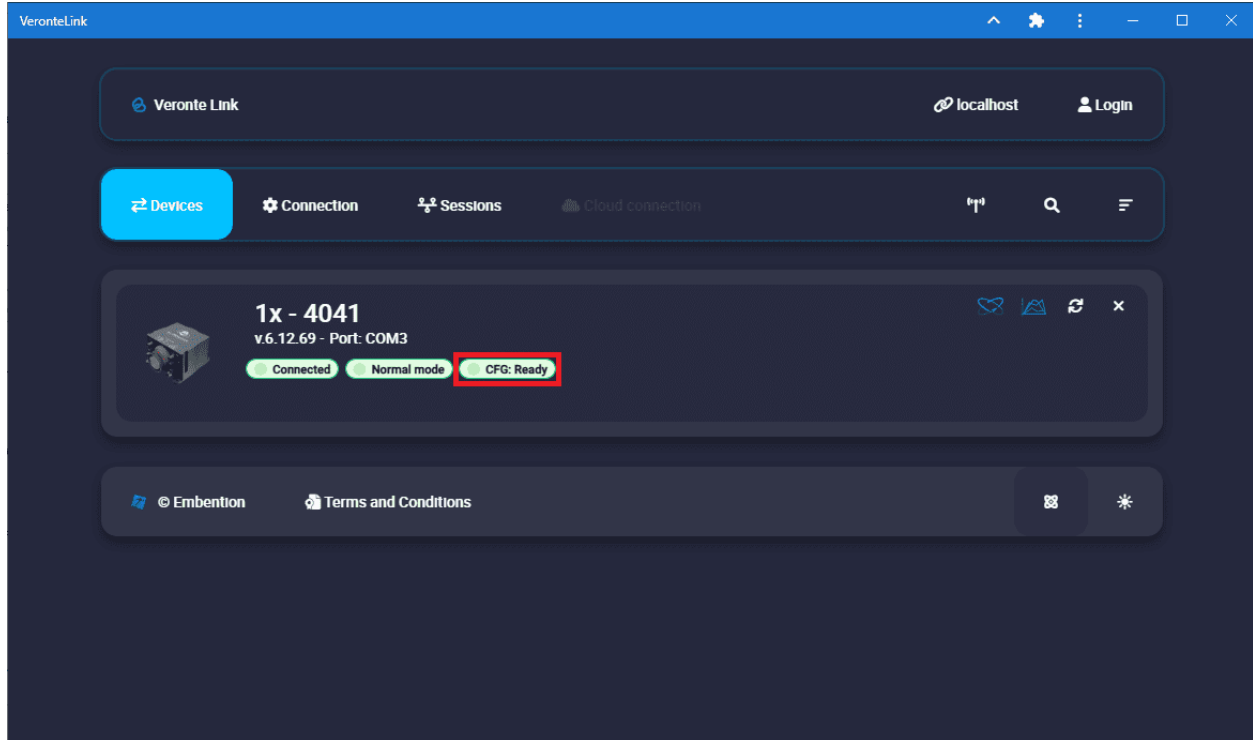 VeronteLink
Veronte Link
localhost
Login
Devices
Connection
Sessions
Cloud connection
1x - 4041
v.6.12.69 - Port: COM3
Connected
Normal mode
CFG: Ready
© Embention
Terms and Conditions